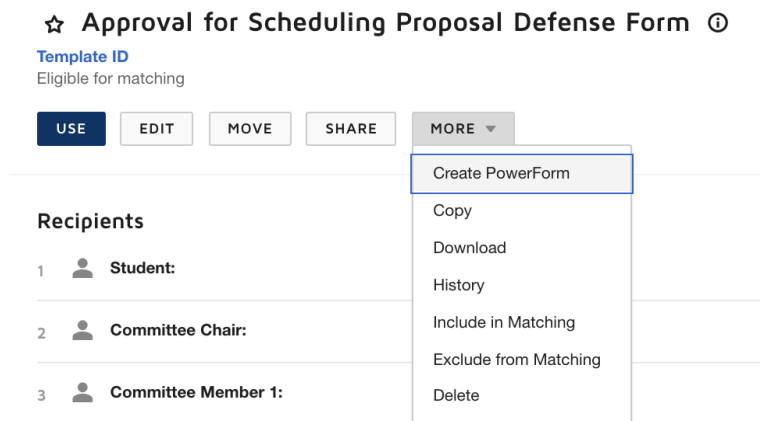 Approval for Scheduling Proposal Defense Form
Template ID
Eligible for matching
USE EDIT MOVE SHARE MORE
Create PowerForm
Copy
Download
History
Include in Matching
Exclude from Matching
Delete
Recipients
1 Student:
2 Committee Chair:
3 Committee Member 1: